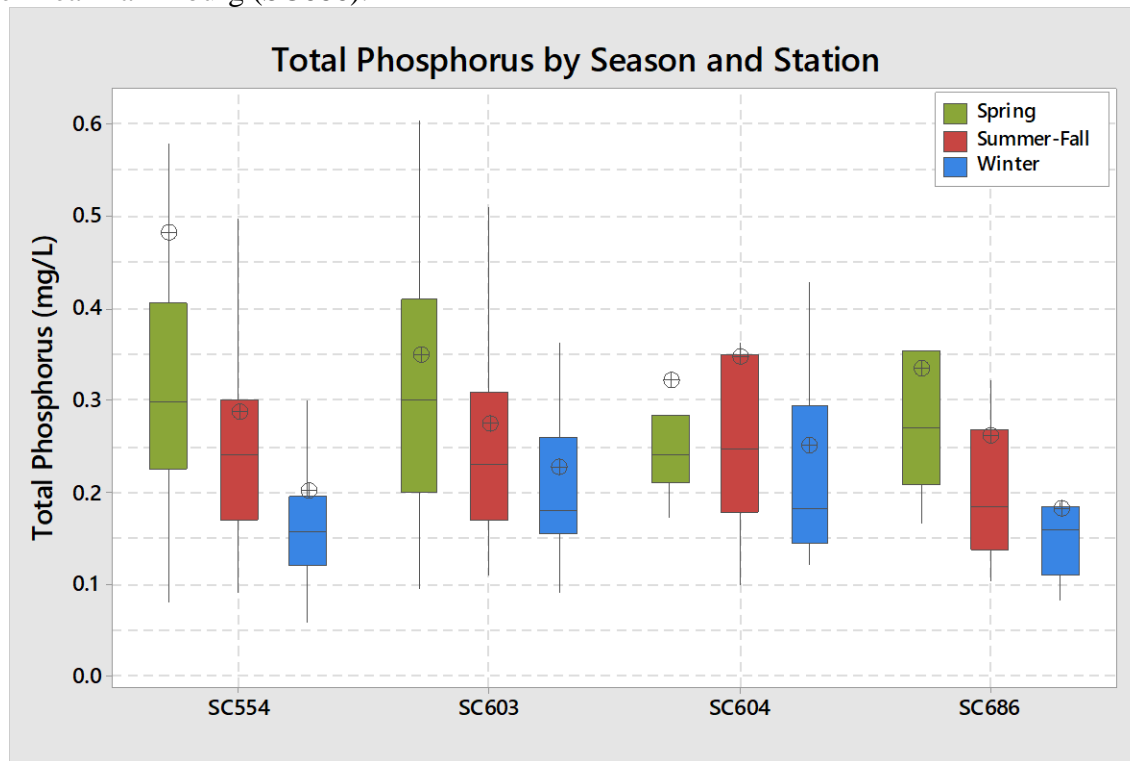 (SC686).
Total Phosphorus by Season and Station
Spring
Summer-Fall
Winter
Total Phosphorus (mg/L)
0.6
0.5
0.4
0.3
0.2
0.1
0.0
SC554 SC603 SC604 SC686